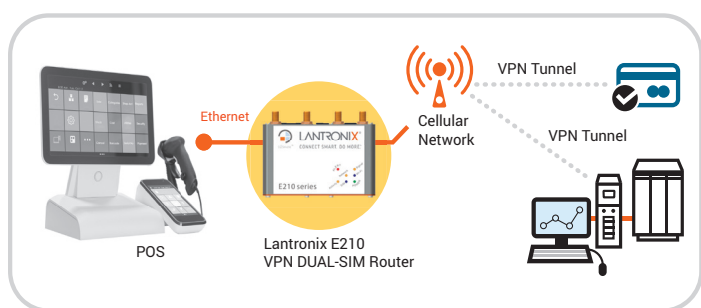 POS
Ethernet
LANTRONIX
CONNECT SMART. DO MORE.
E210 series
Lantronix E210
VPN DUAL-SIM Router
Cellular
Network
VPN Tunnel
VPN Tunnel